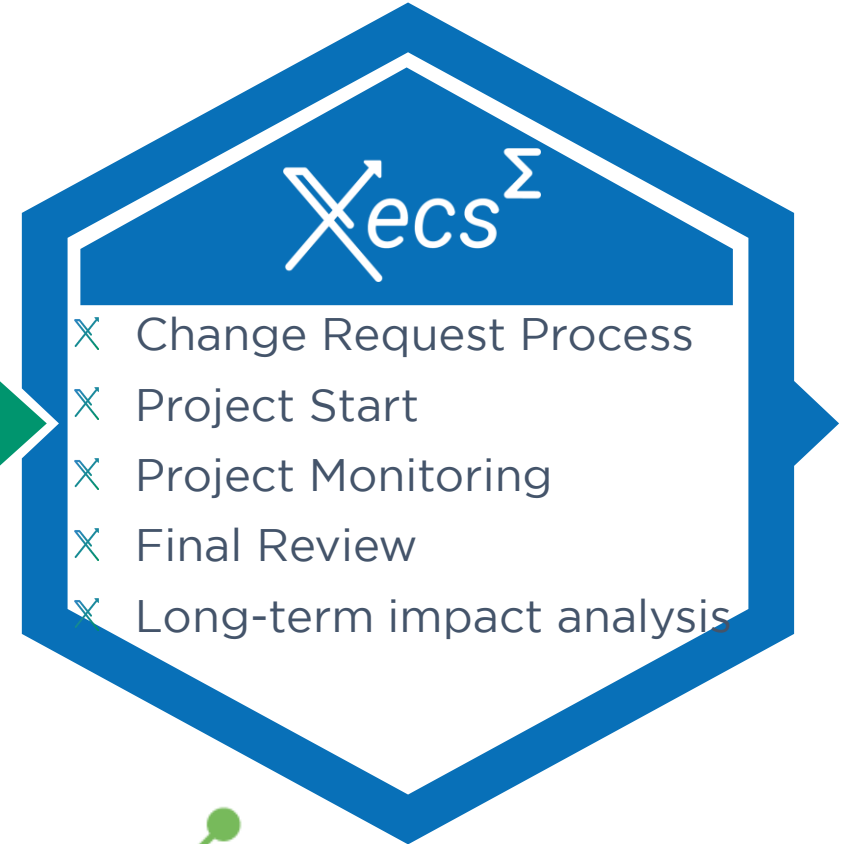 Xecs Σ
Change Request Process
Project Start
Project Monitoring
Final Review
Long-term impact analysis